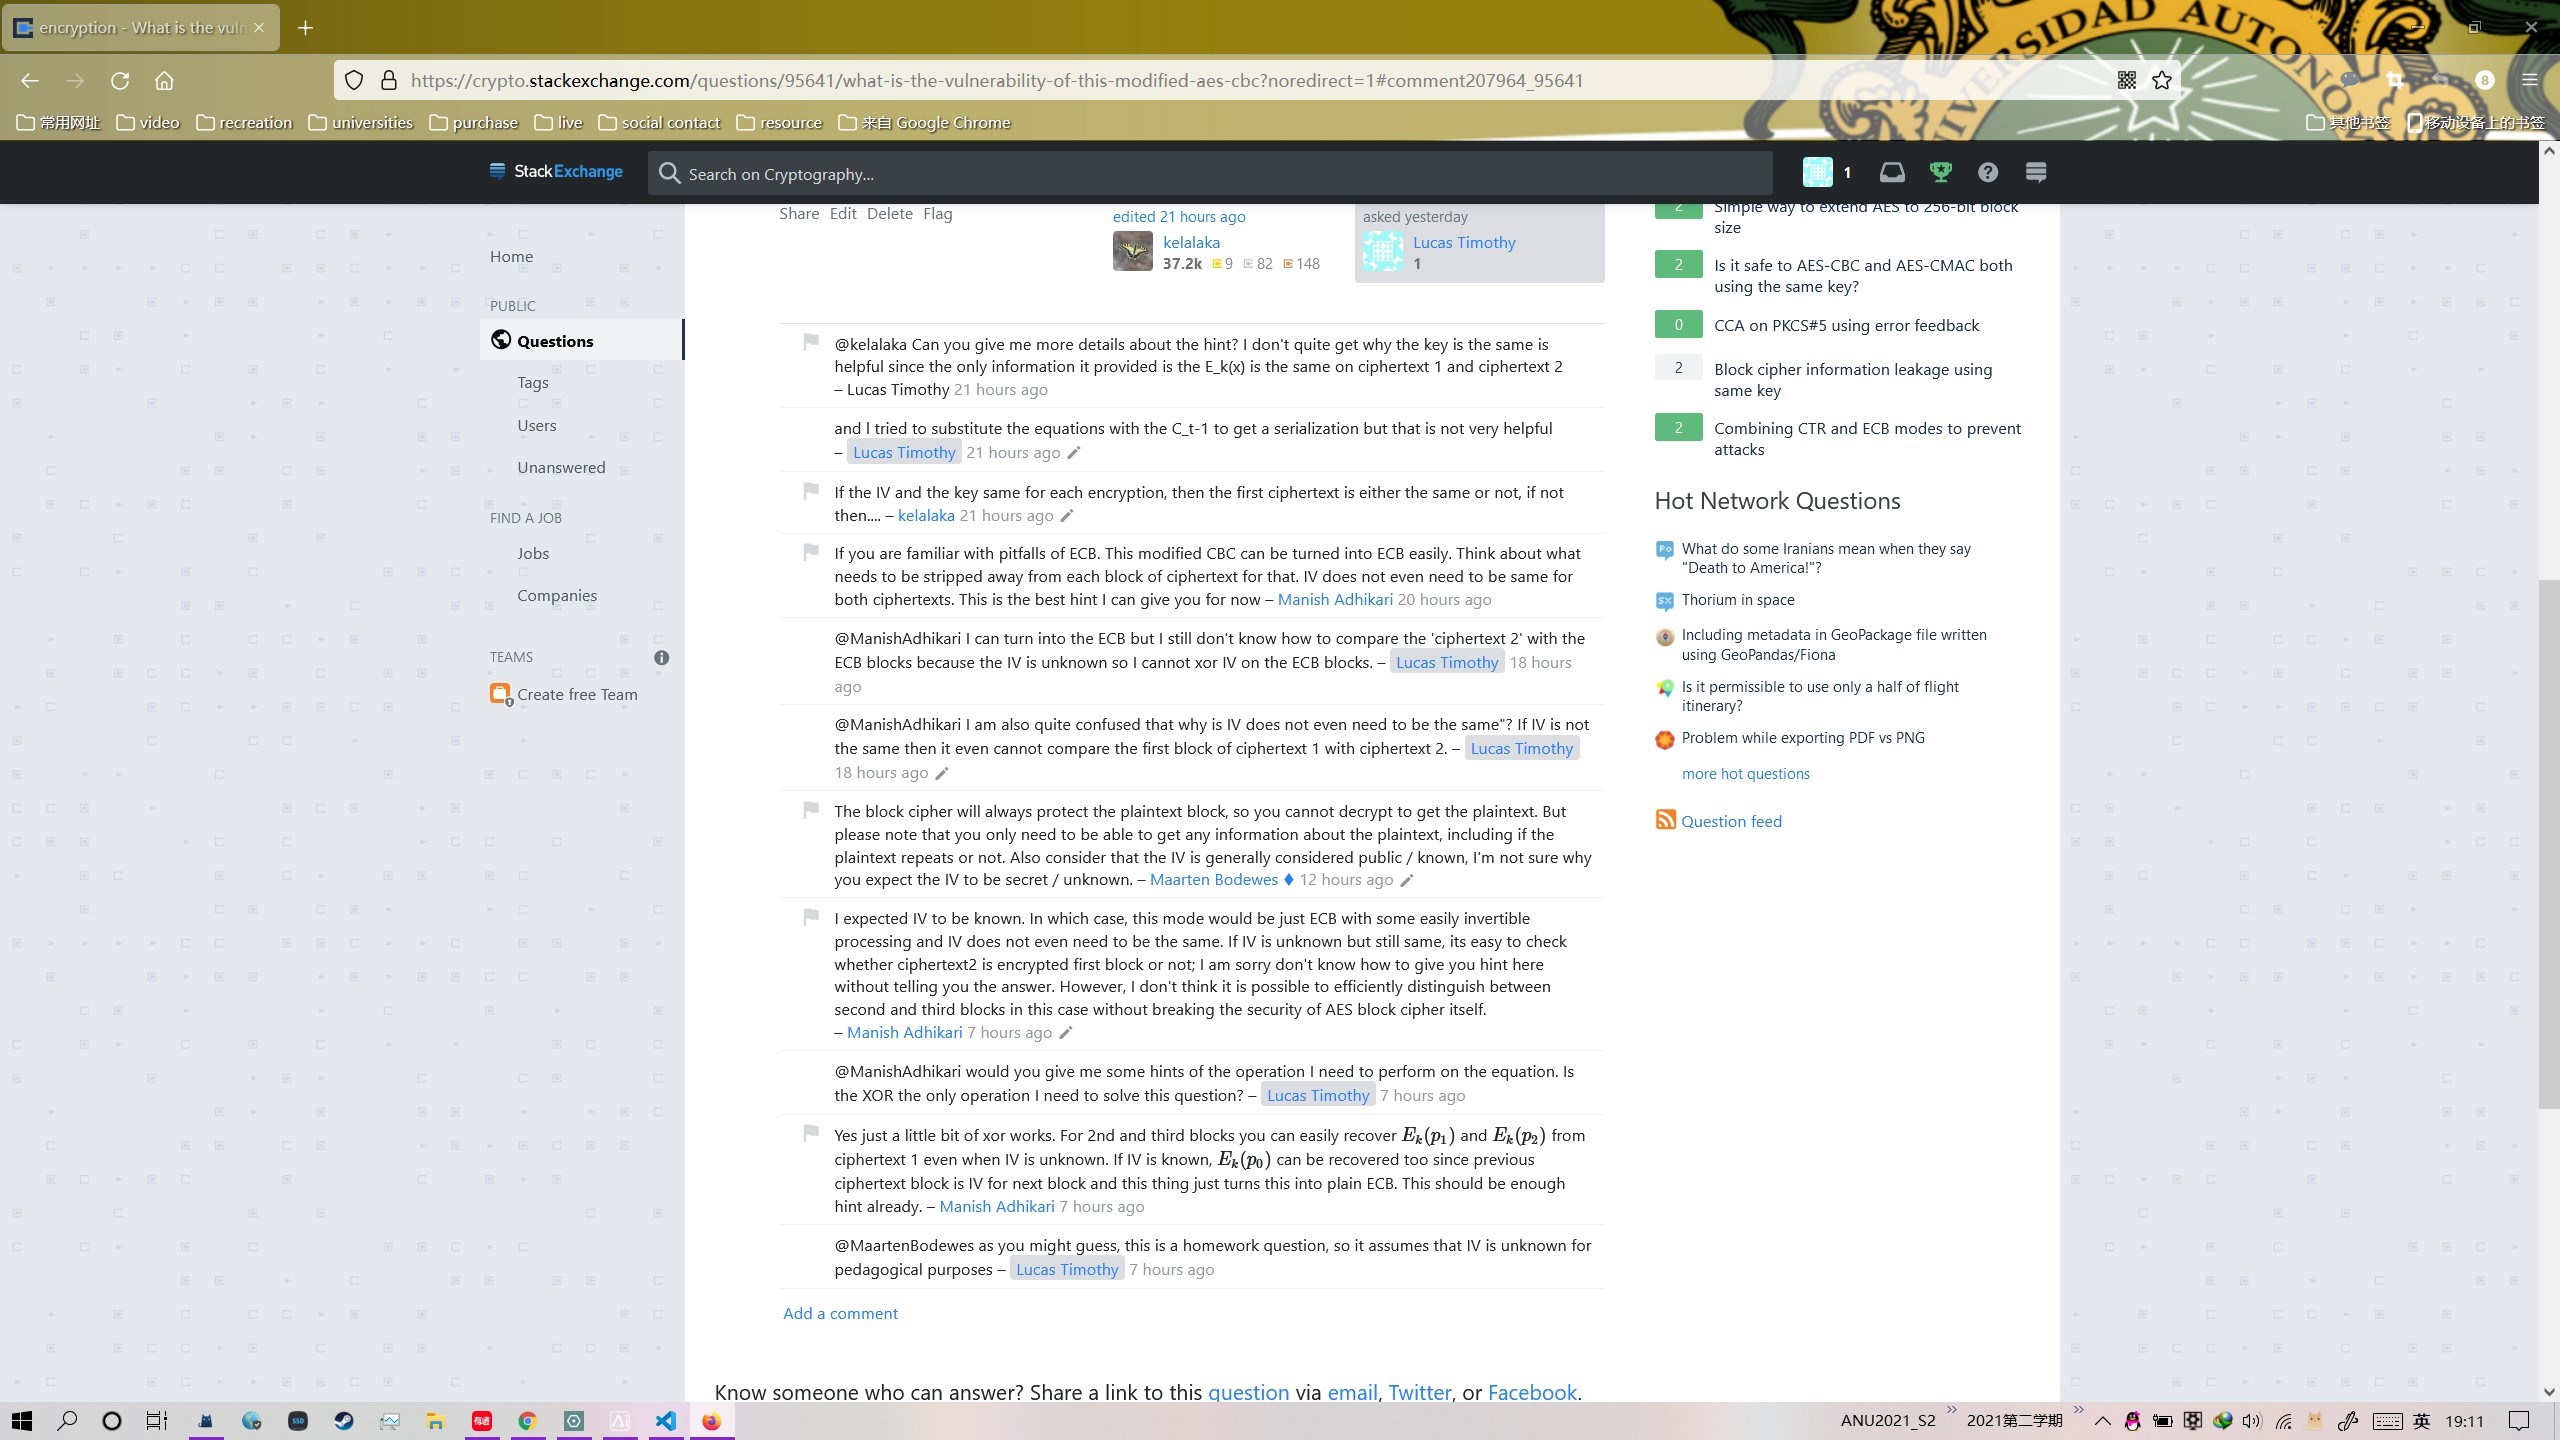 encryption - What is the vuln
https://crypto.stackexchange.com/questions/95641/what-is-the-vulnerability-of-this-modified-aes-cbc?noredirect=1#comment207964_95641
8
常用网址 video recreation universities purchase live social contact resource 来自 Google Chrome 其他书签 移动设备上的书签
VERSIDAD AUTONO
StackExchange
Search on Cryptography...
1
Home
PUBLIC
Questions
Tags
Users
Unanswered
FIND A JOB
Jobs
Companies
TEAMS
Create free Team
Share Edit Delete Flag
edited 21 hours ago
kelalaka
37.2k 9 82 148
asked yesterday
Lucas Timothy
1
@kelalaka Can you give me more details about the hint? I don't quite get why the key is the same is
helpful since the only information it provided is the E_k(x) is the same on ciphertext 1 and ciphertext 2
– Lucas Timothy 21 hours ago
and I tried to substitute the equations with the C_t-1 to get a serialization but that is not very helpful
– Lucas Timothy 21 hours ago
If the IV and the key same for each encryption, then the first ciphertext is either the same or not, if not
then.... – kelalaka 21 hours ago
If you are familiar with pitfalls of ECB. This modified CBC can be turned into ECB easily. Think about what
needs to be stripped away from each block of ciphertext for that. IV does not even need to be same for
both ciphertexts. This is the best hint I can give you for now – Manish Adhikari 20 hours ago
@ManishAdhikari I can turn into the ECB but I still don't know how to compare the 'ciphertext 2' with the
ECB blocks because the IV is unknown so I cannot xor IV on the ECB blocks. – Lucas Timothy 18 hours
ago
@ManishAdhikari I am also quite confused that why is IV does not even need to be the same"? If IV is not
the same then it even cannot compare the first block of ciphertext 1 with ciphertext 2. – Lucas Timothy
18 hours ago
The block cipher will always protect the plaintext block, so you cannot decrypt to get the plaintext. But
please note that you only need to be able to get any information about the plaintext, including if the
plaintext repeats or not. Also consider that the IV is generally considered public / known, I'm not sure why
you expect the IV to be secret / unknown. – Maarten Bodewes ♦ 12 hours ago
I expected IV to be known. In which case, this mode would be just ECB with some easily invertible
processing and IV does not even need to be the same. If IV is unknown but still same, its easy to check
whether ciphertext2 is encrypted first block or not; I am sorry don't know how to give you hint here
without telling you the answer. However, I don't think it is possible to efficiently distinguish between
second and third blocks in this case without breaking the security of AES block cipher itself.
– Manish Adhikari 7 hours ago
@ManishAdhikari would you give me some hints of the operation I need to perform on the equation. Is
the XOR the only operation I need to solve this question? – Lucas Timothy 7 hours ago
Yes just a little bit of xor works. For 2nd and third blocks you can easily recover E_k(p_1) and E_k(p_2) from
ciphertext 1 even when IV is unknown. If IV is known, E_k(p_0) can be recovered too since previous
ciphertext block is IV for next block and this thing just turns this into plain ECB. This should be enough
hint already. – Manish Adhikari 7 hours ago
@MaartenBodewes as you might guess, this is a homework question, so it assumes that IV is unknown for
pedagogical purposes – Lucas Timothy 7 hours ago
Add a comment
Know someone who can answer? Share a link to this question via email, Twitter, or Facebook.
2 Simple way to extend AES to 256-bit block
size
2 Is it safe to AES-CBC and AES-CMAC both
using the same key?
0 CCA on PKCS#5 using error feedback
2 Block cipher information leakage using
same key
2 Combining CTR and ECB modes to prevent
attacks
Hot Network Questions
What do some Iranians mean when they say
"Death to America!"?
Thorium in space
Including metadata in GeoPackage file written
using GeoPandas/Fiona
Is it permissible to use only a half of flight
itinerary?
Problem while exporting PDF vs PNG
more hot questions
Question feed
ANU2021_S2 2021第二学期 英 19:11